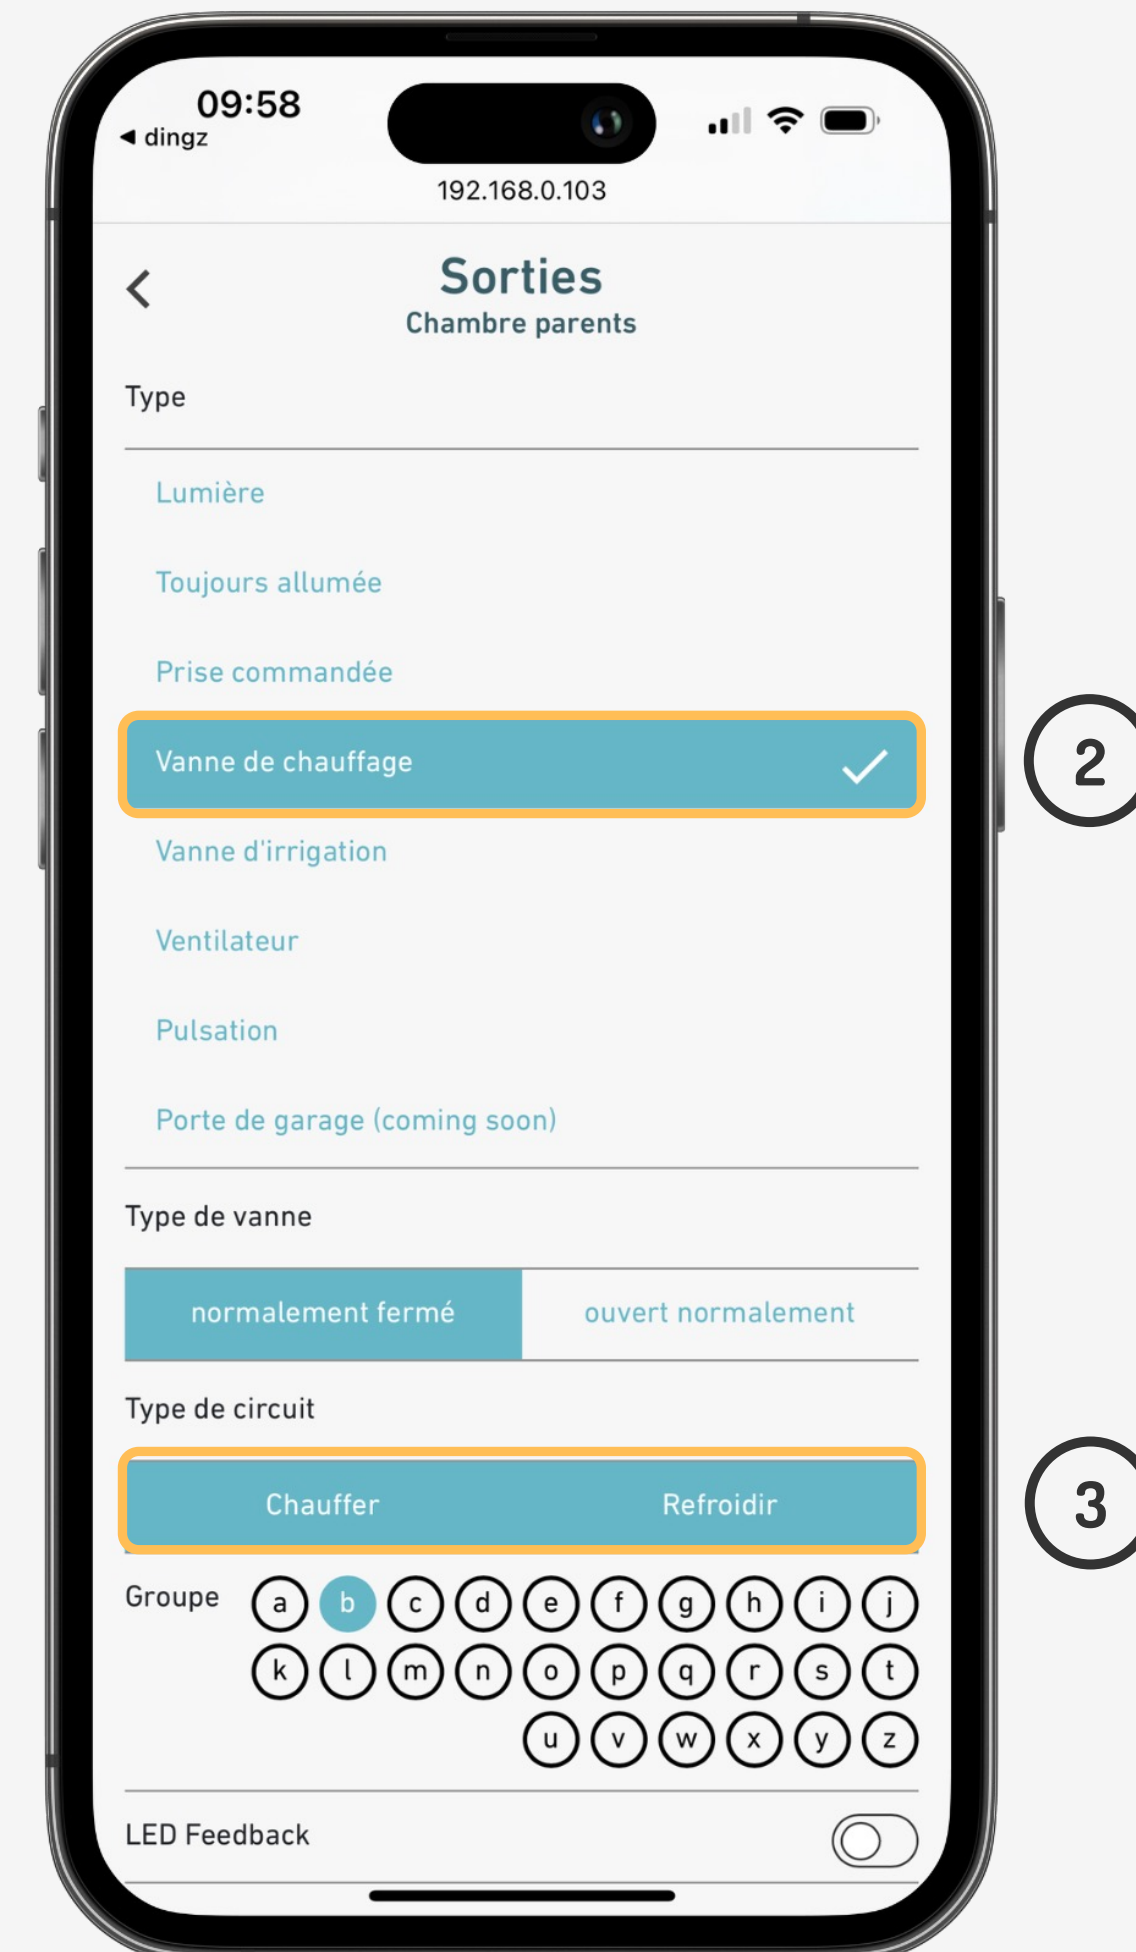 09:58
◀ dingz
192.168.0.103
Sorties
Chambre parents
Type
Lumière
Toujours allumée
Prise commandée
Vanne de chauffage
2
Vanne d'irrigation
Ventilateur
Pulsation
Porte de garage (coming soon)
Type de vanne
normalement fermé ouvert normalement
Type de circuit
Chauffer Refroidir
3
Groupe a b c d e f g h i j
k l m n o p q r s t
u v w x y z
LED Feedback